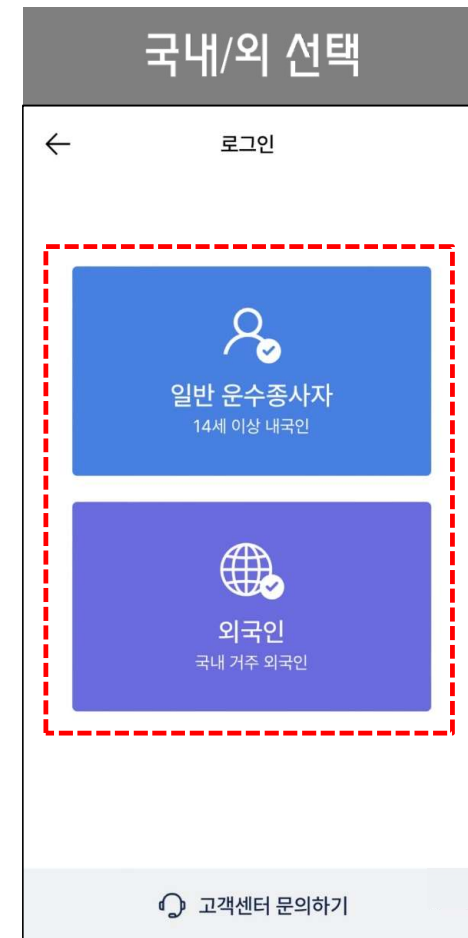 국내/외 선택
로그인
일반 운수종사자
14세 이상 내국인
외국인
국내 거주 외국인
고객센터 문의하기